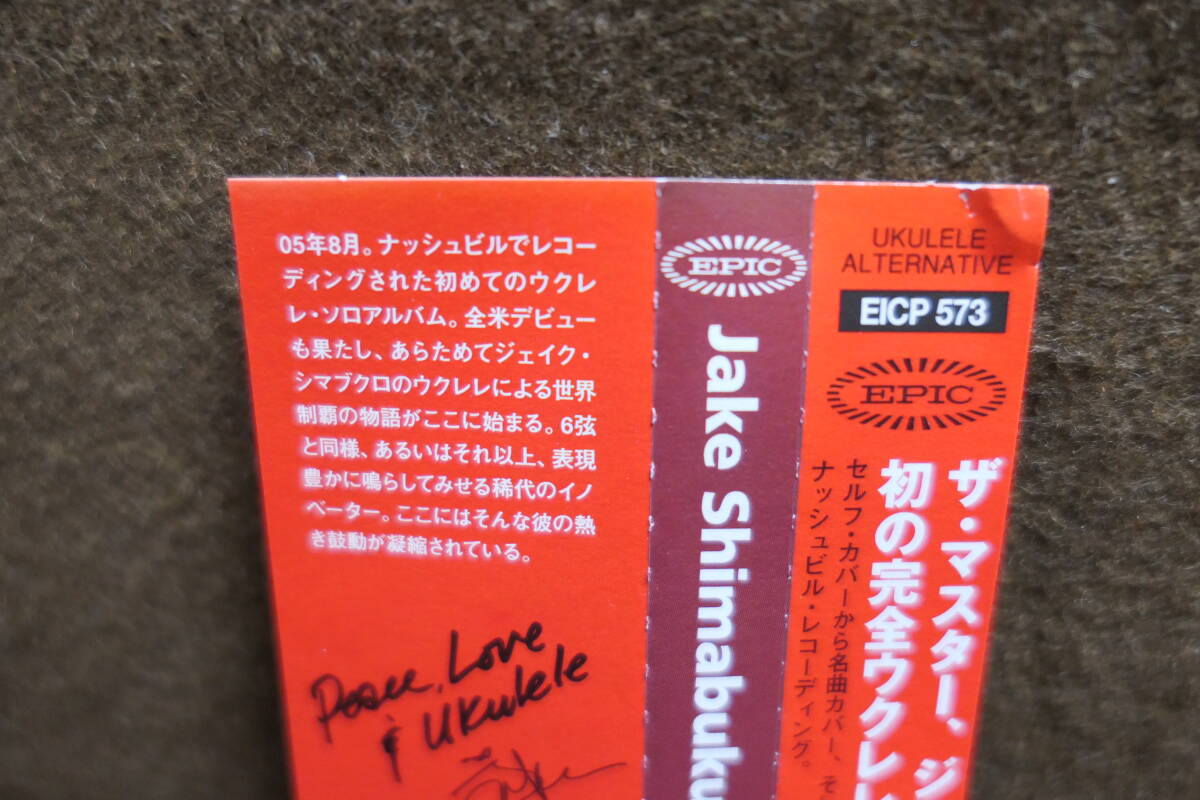 05年8月。ナッシュビルでレコー
ディングされた初めてのウクレ
レ・ソロアルバム。全米デビュー
も果たし、あらためてジェイク・
シマブクロのウクレレによる世界
制覇の物語がここに始まる。6弦
と同様、あるいはそれ以上、表現
豊かに鳴らしてみせる稀代のイノ
ベーター。ここにはそんな彼の熱
き鼓動が凝縮されている。
Peace, Love
& Ukulele
EPIC
Jake Shimabuku
UKULELE
ALTERNATIVE
EICP 573
EPIC
ザ・マスター、ジ
初の完全ウクレレ
セルフ・カバーから名曲カバー、そ
ナッシュビル・レコーディング。